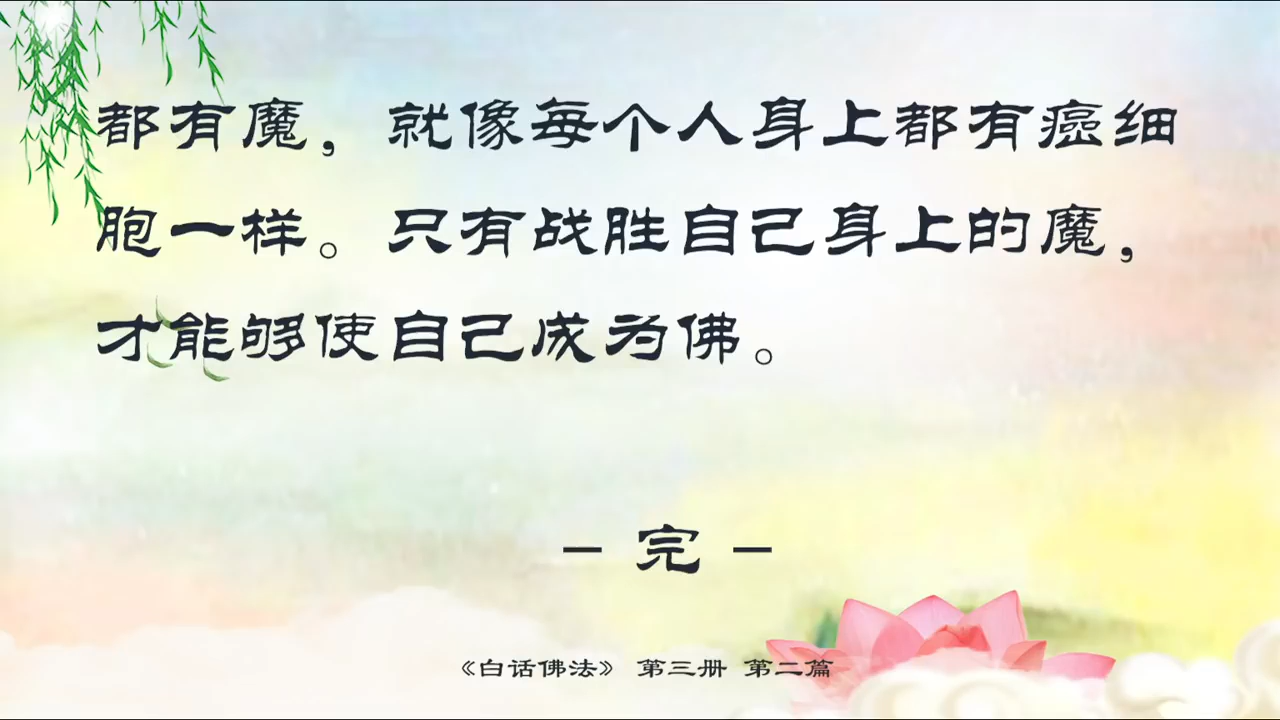 都有魔，就像每个人身上都有癌细
胞一样。只有战胜自己身上的魔，
才能够使自己成为佛。
— 完 —
《白话佛法》 第三册 第二篇